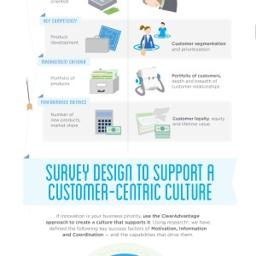 oriented
KEY COMPETENCY
Product
development
Customer segmentation
and prioritization
MANAGEMENT CRITERIA
Portfolio of
products
Portfolio of customers,
depth and breadth of
customer relationships
PERFORMANCE METRICS
Number of
new products,
market share
Customer loyalty, equity
and lifetime value
SURVEY DESIGN TO SUPPORT A
CUSTOMER-CENTRIC CULTURE
If innovation is your business priority, use the ClearAdvantage
approach to create a culture that supports it. Using research, we have
defined the following key success factors of Motivation, Information
and Coordination — and the capabilities that drive them.